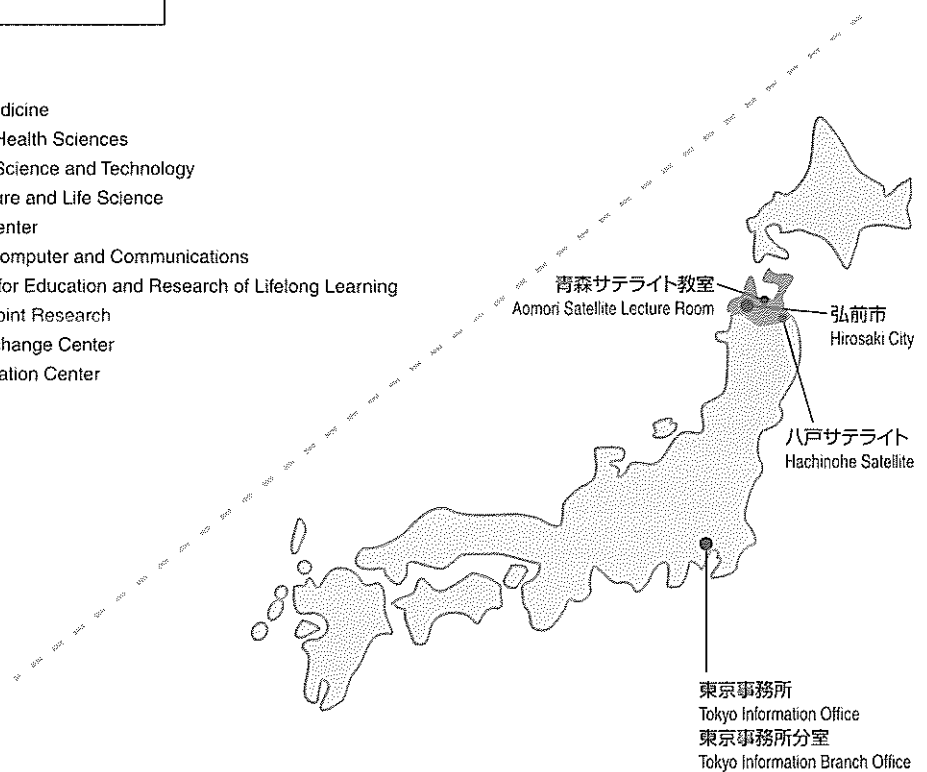 dicine
Health Sciences
Science and Technology
ure and Life Science
enter
omputer and Communications
for Education and Research of Lifelong Learning
oint Research
change Center
ation Center
青森サテライト教室
Aomori Satellite Lecture Room
弘前市
Hirosaki City
八戸サテライト
Hachinohe Satellite
東京事務所
Tokyo Information Office
東京事務所分室
Tokyo Information Branch Office